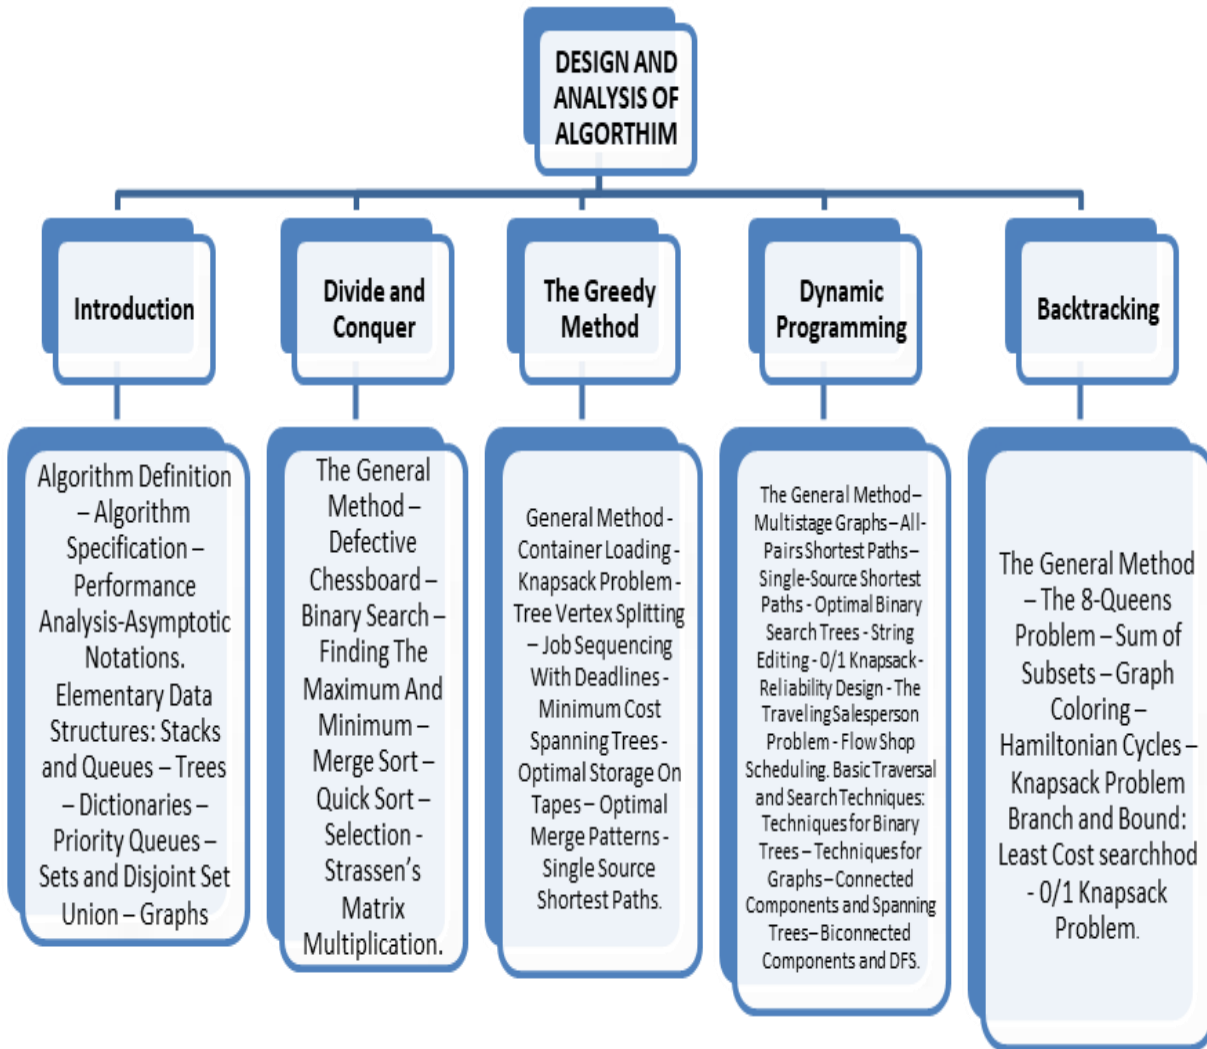 DESIGN AND
ANALYSIS OF
ALGORTHIM
Introduction
Divide and
Conquer
The Greedy
Method
Dynamic
Programming
Backtracking
Algorithm Definition
– Algorithm
Specification –
Performance
Analysis-Asymptotic
Notations.
Elementary Data
Structures: Stacks
and Queues – Trees
– Dictionaries –
Priority Queues –
Sets and Disjoint Set
Union – Graphs
The General
Method –
Defective
Chessboard –
Binary Search –
Finding The
Maximum And
Minimum –
Merge Sort –
Quick Sort –
Selection -
Strassen’s
Matrix
Multiplication.
General Method -
Container Loading -
Knapsack Problem -
Tree Vertex Splitting
– Job Sequencing
With Deadlines -
Minimum Cost
Spanning Trees -
Optimal Storage On
Tapes – Optimal
Merge Patterns -
Single Source
Shortest Paths.
The General Method –
Multistage Graphs – All-
Pairs Shortest Paths –
Single-Source Shortest
Paths - Optimal Binary
Search Trees - String
Editing - 0/1 Knapsack -
Reliability Design - The
Traveling Salesperson
Problem - Flow Shop
Scheduling. Basic Traversal
and Search Techniques:
Techniques for Binary
Trees – Techniques for
Graphs – Connected
Components and Spanning
Trees– Biconnected
Components and DFS.
The General Method
– The 8-Queens
Problem – Sum of
Subsets – Graph
Coloring –
Hamiltonian Cycles –
Knapsack Problem
Branch and Bound:
Least Cost searchhod
- 0/1 Knapsack
Problem.